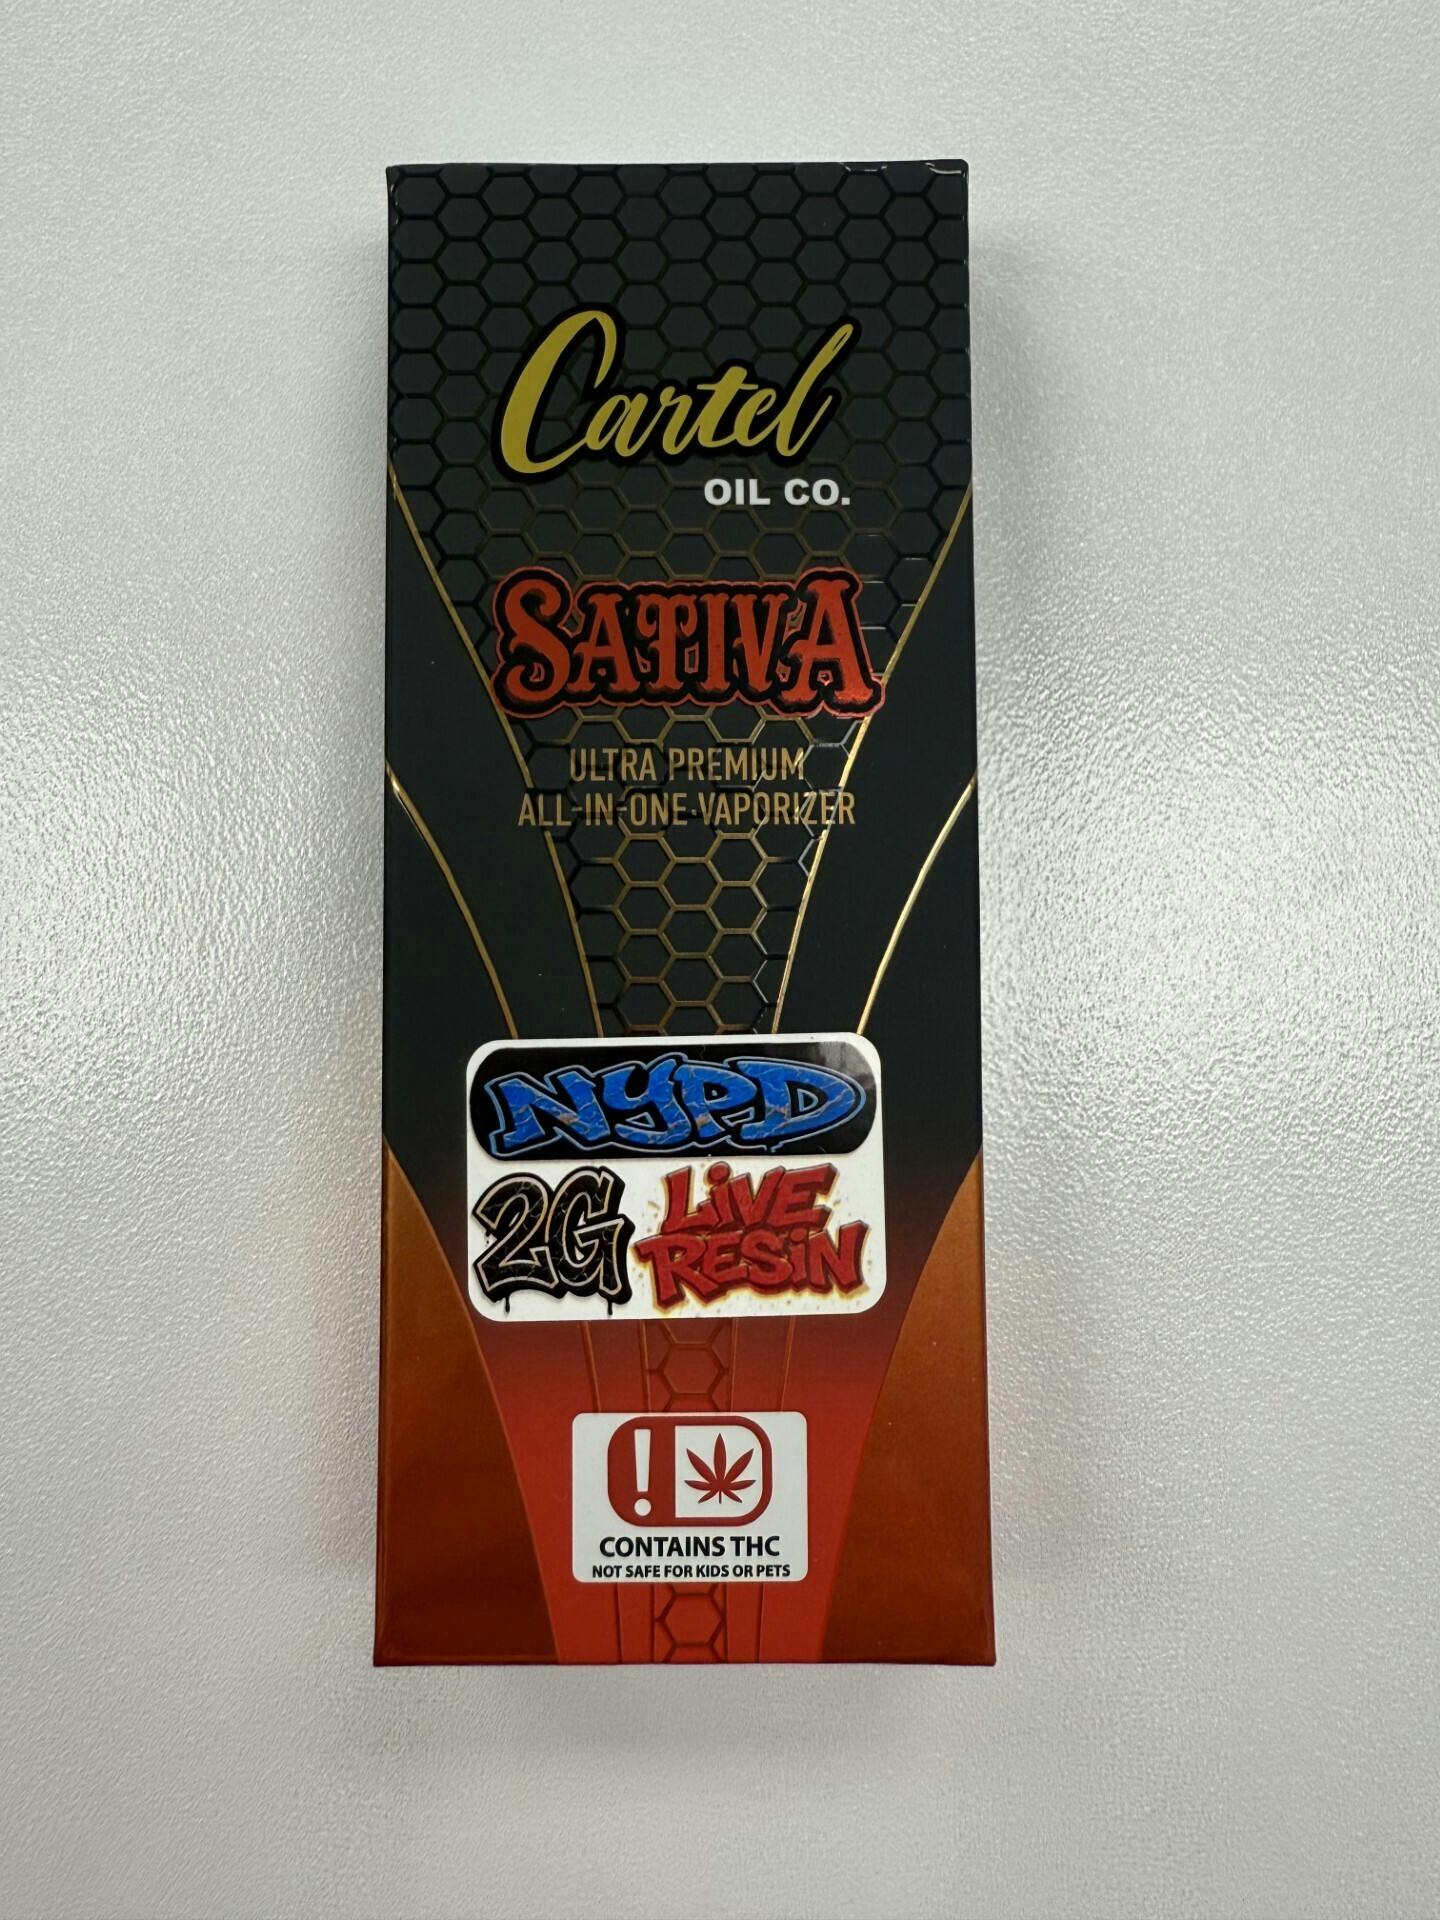 Cartel
OIL CO.
SATIVA
ULTRA PREMIUM
ALL-IN-ONE VAPORIZER
NYPD
2G LiVE
RESiN
!
CONTAINS THC
NOT SAFE FOR KIDS OR PETS